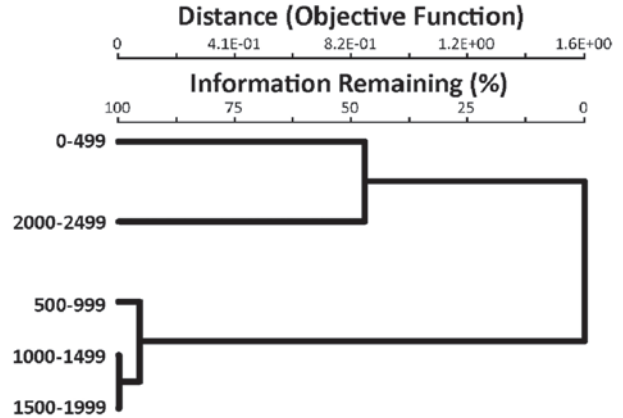 Distance (Objective Function)
0 4.1E-01 8.2E-01 1.2E+00 1.6E+00
Information Remaining (%)
100 75 50 25 0
0-499
2000-2499
500-999
1000-1499
1500-1999